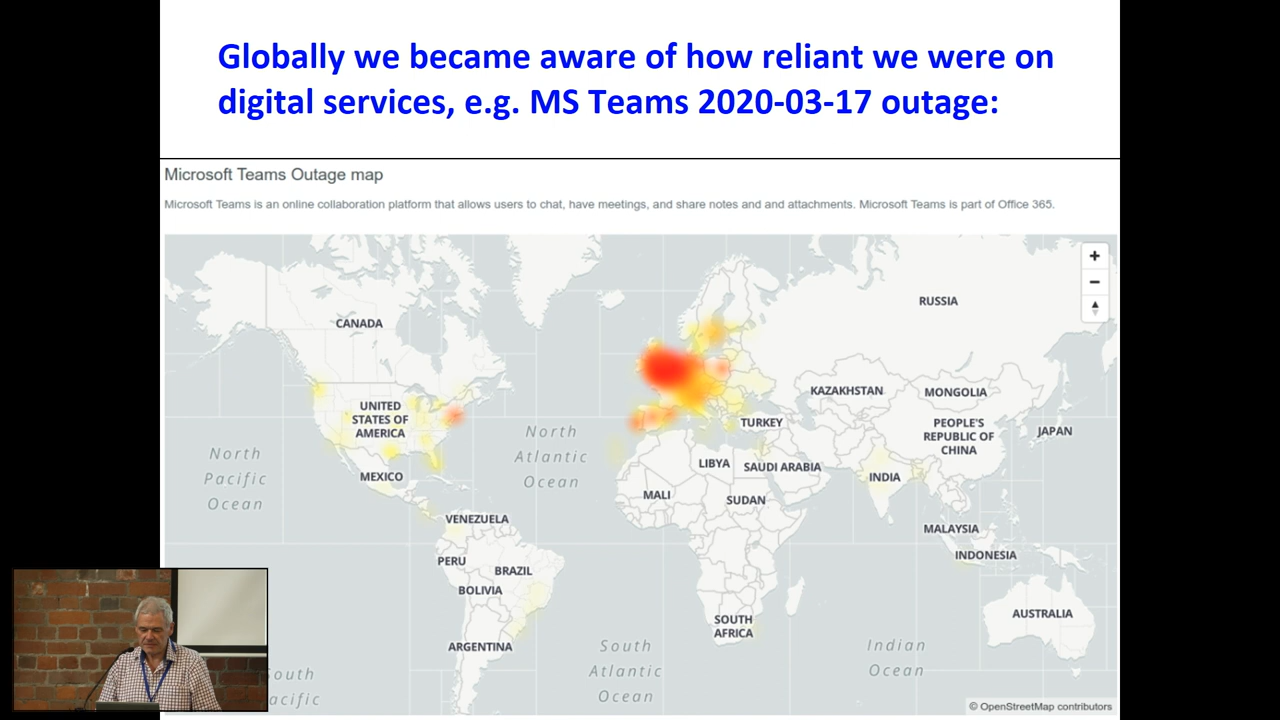 Globally we became aware of how reliant we were on
digital services, e.g. MS Teams 2020-03-17 outage:
Microsoft Teams Outage map
Microsoft Teams is an online collaboration platform that allows users to chat, have meetings, and share notes and and attachments. Microsoft Teams is part of Office 365.
+
−
RUSSIA
CANADA
KAZAKHSTAN
MONGOLIA
UNITED
STATES OF
AMERICA
TURKEY
PEOPLE'S
REPUBLIC OF
CHINA
JAPAN
North
Pacific
Ocean
North
Atlantic
Ocean
LIBYA
SAUDI ARABIA
MEXICO
INDIA
MALI
SUDAN
VENEZUELA
MALAYSIA
INDONESIA
PERU
BRAZIL
BOLIVIA
SOUTH
AFRICA
AUSTRALIA
ARGENTINA
South
Atlantic
Ocean
Indian
Ocean
outh
acific
© OpenStreetMap contributors